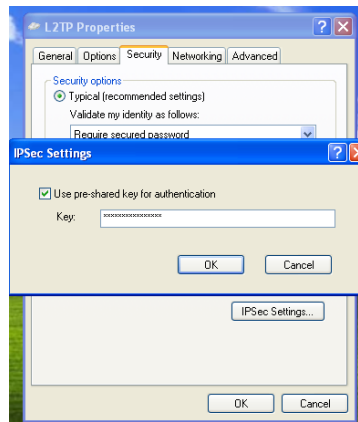 L2TP Properties
General Options Security Networking Advanced
Security options
Typical (recommended settings)
Validate my identity as follows:
Require secured password
IPSec Settings
Use pre-shared key for authentication
Key: xxxxxxxxxxxxxxx
OK Cancel
IPSec Settings...
OK Cancel